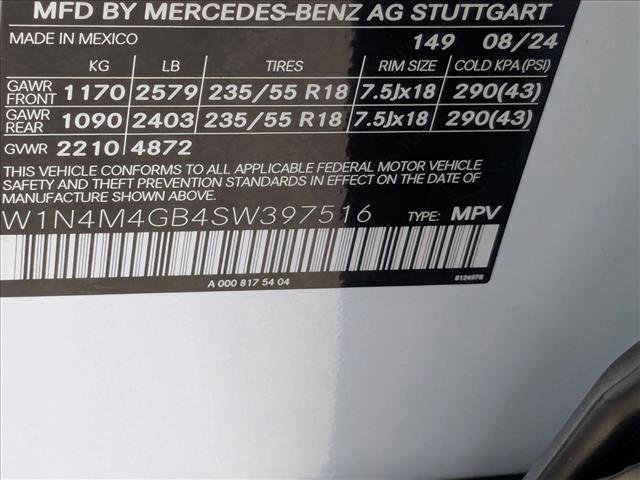 MFD BY MERCEDES-BENZ AG STUTTGART
MADE IN MEXICO 149 08/24
KG LB TIRES RIM SIZE COLD KPA (PSI)
GAWR FRONT 1170 2579 235/55 R18 7.5Jx18 290(43)
GAWR REAR 1090 2403 235/55 R18 7.5Jx18 290(43)
GVWR 2210 4872
THIS VEHICLE CONFORMS TO ALL APPLICABLE FEDERAL MOTOR VEHICLE
SAFETY STANDARDS IN EFFECT ON THE DATE OF MANUFACTURE SHOWN ABOVE.
W1N4M4GB4SW397516 TYPE: MPV
A 000 817 54 04 8124978